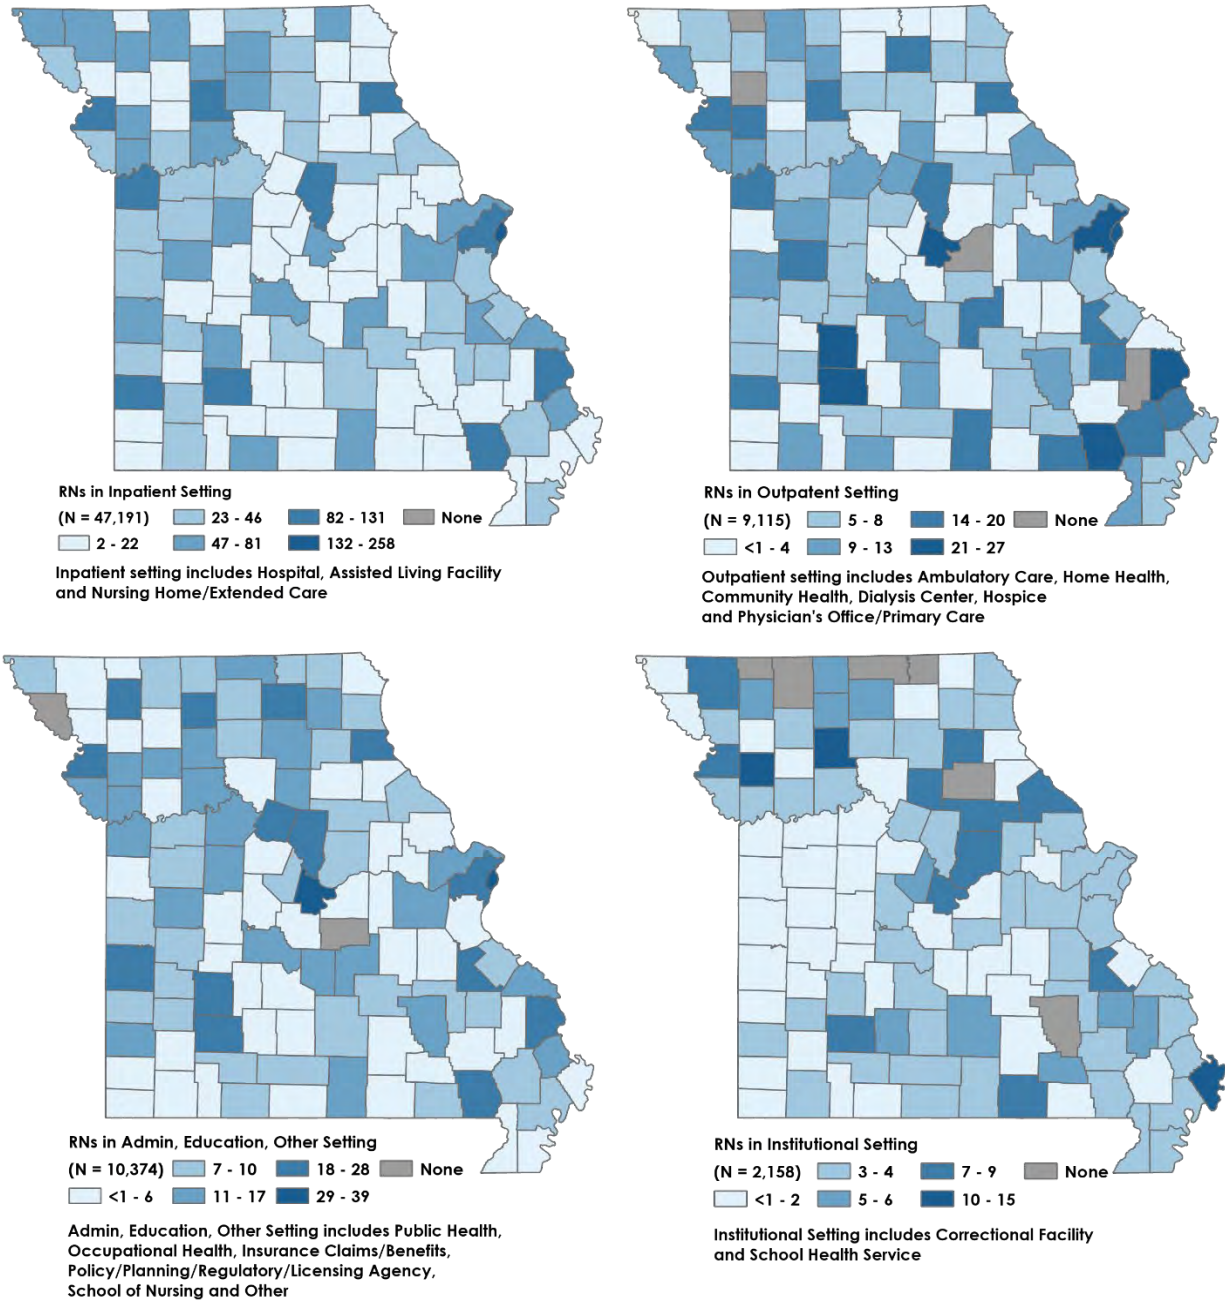 RNs in Inpatient Setting
(N = 47,191) 23 - 46 82 - 131 None
2 - 22 47 - 81 132 - 258
Inpatient setting includes Hospital, Assisted Living Facility
and Nursing Home/Extended Care
RNs in Outpatent Setting
(N = 9,115) 5 - 8 14 - 20 None
<1 - 4 9 - 13 21 - 27
Outpatient setting includes Ambulatory Care, Home Health,
Community Health, Dialysis Center, Hospice
and Physician's Office/Primary Care
RNs in Admin, Education, Other Setting
(N = 10,374) 7 - 10 18 - 28 None
<1 - 6 11 - 17 29 - 39
Admin, Education, Other Setting includes Public Health,
Occupational Health, Insurance Claims/Benefits,
Policy/Planning/Regulatory/Licensing Agency,
School of Nursing and Other
RNs in Institutional Setting
(N = 2,158) 3 - 4 7 - 9 None
<1 - 2 5 - 6 10 - 15
Institutional Setting includes Correctional Facility
and School Health Service